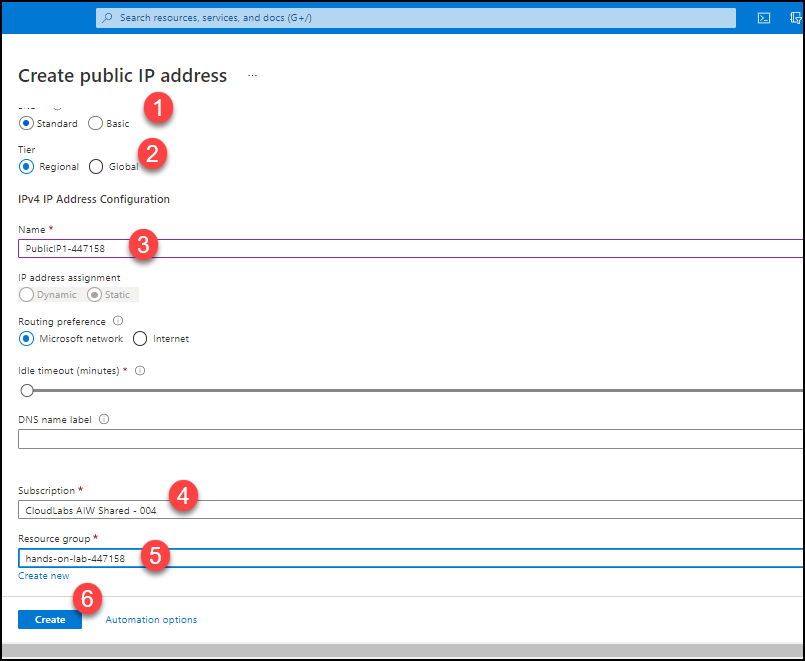 Search resources, services, and docs (G+/)
Create public IP address ...
1
Standard Basic
Tier 2
Regional Global
IPv4 IP Address Configuration
Name *
PublicIP1-447158 3
IP address assignment
Dynamic Static
Routing preference
Microsoft network Internet
Idle timeout (minutes) *
DNS name label
Subscription * 4
CloudLabs AIW Shared - 004
Resource group *
hands-on-lab-447158 5
Create new
6
Create Automation options